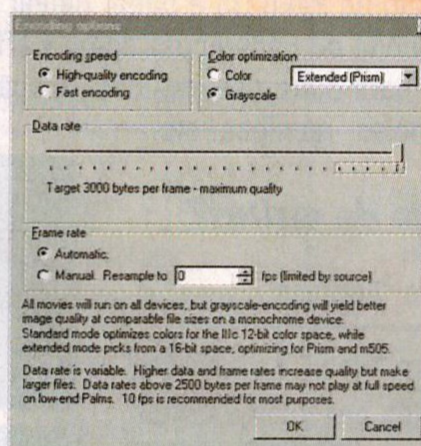 Encoding options
Encoding speed
High-quality encoding
Fast encoding
Color optimization
Color
Extended (Prism)
Grayscale
Data rate
Target 3000 bytes per frame - maximum quality
Frame rate
Automatic.
Manual. Resample to 0 fps (limited by source)
All movies will run on all devices, but grayscale-encoding will yield better
image quality at comparable file sizes on a monochrome device.
Standard mode optimizes colors for the IIIc 12-bit color space, while
extended mode picks from a 16-bit space, optimizing for Prism and m505.
Data rate is variable. Higher data and frame rates increase quality but make
larger files. Data rates above 2500 bytes per frame may not play at full speed
on low-end Palms. 10 fps is recommended for most purposes.
OK Cancel